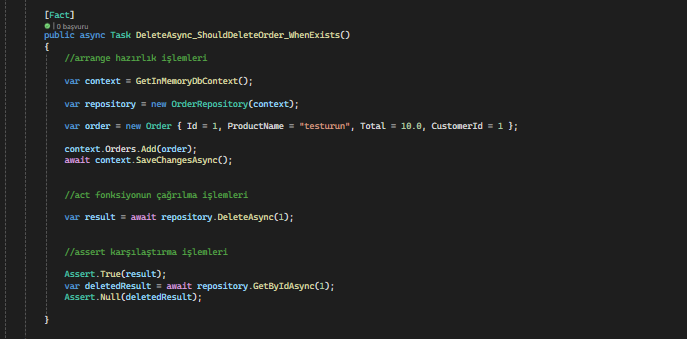 [Fact]
| 0 başvuru
public async Task DeleteAsync_ShouldDeleteOrder_WhenExists()
{
//arrange hazırlık işlemleri
var context = GetInMemoryDbContext();
var repository = new OrderRepository(context);
var order = new Order { Id = 1, ProductName = "testurun", Total = 10.0, CustomerId = 1 };
context.Orders.Add(order);
await context.SaveChangesAsync();
//act fonksiyonun çağrılma işlemleri
var result = await repository.DeleteAsync(1);
//assert karşılaştırma işlemleri
Assert.True(result);
var deletedResult = await repository.GetByIdAsync(1);
Assert.Null(deletedResult);
}